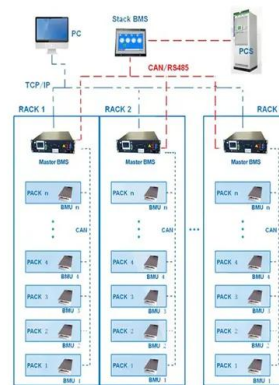 PC
Stack BMS
PCS
CAN/RS485
TCP/IP
RACK 1
RACK 2
RACK
Master BMS
Master BMS
Master BMS
PACK n
BMU n
PACK n
BMU n
PACK n
BMU n
CAN
CAN
CAN
PACK 4
BMU 4
PACK 4
BMU 4
PACK 4
BMU 4
PACK 3
BMU 3
PACK 3
BMU 3
PACK 3
BMU 3
PACK 2
BMU 2
PACK 2
BMU 2
PACK 2
BMU 2
PACK 1
BMU 1
PACK 1
BMU 1
PACK 1
BMU 1